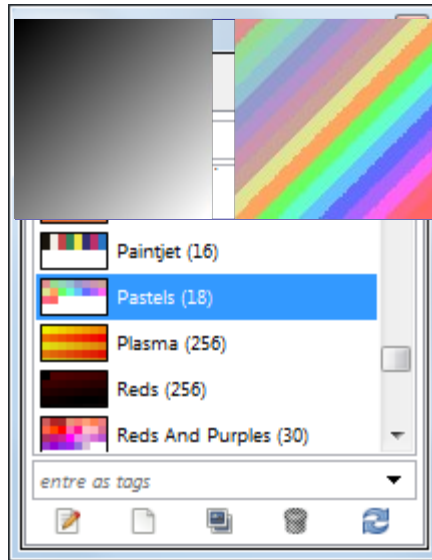 Paintjet (16)
Pastels (18)
Plasma (256)
Reds (256)
Reds And Purples (30)
entre as tags